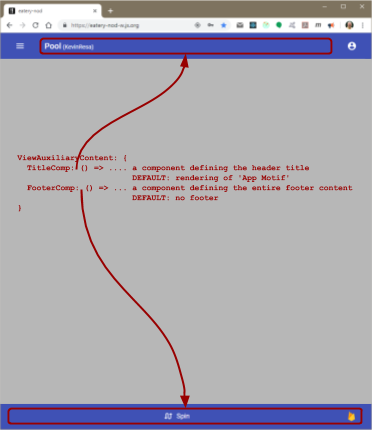 eatery-nod
https://eatery-nod-w.js.org
Pool (KevinResa)
ViewAuxiliaryContent: {
TitleComp: () => .... a component defining the header title
DEFAULT: rendering of 'App Motif'
FooterComp: () => ... a component defining the entire footer content
DEFAULT: no footer
}
Spin